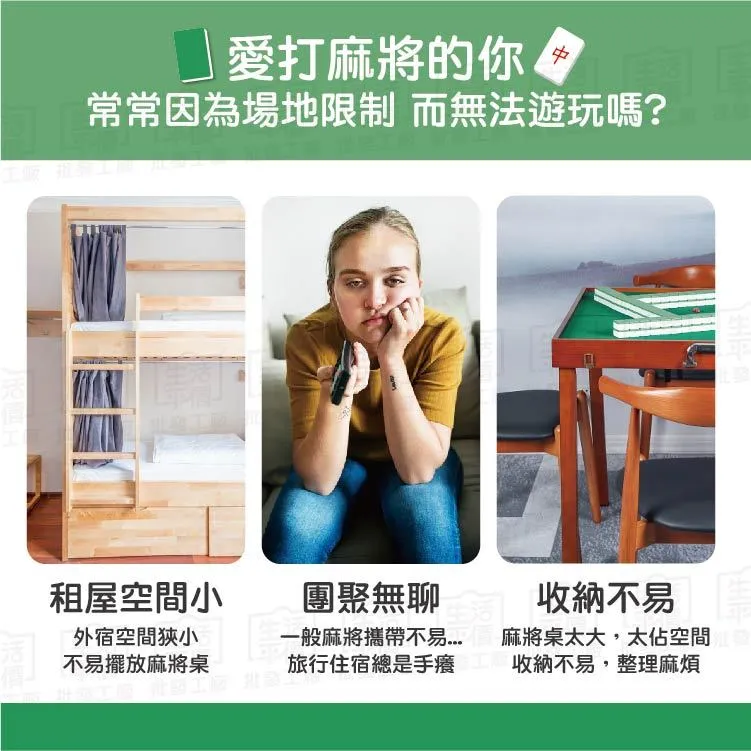 愛打麻將的你
中
常常因為場地限制 而無法遊玩嗎?
租屋空間小
外宿空間狹小
不易擺放麻將桌
團聚無聊
一般麻將攜帶不易...
旅行住宿總是手癢
收納不易
麻將桌太大，太佔空間
收納不易，整理麻煩